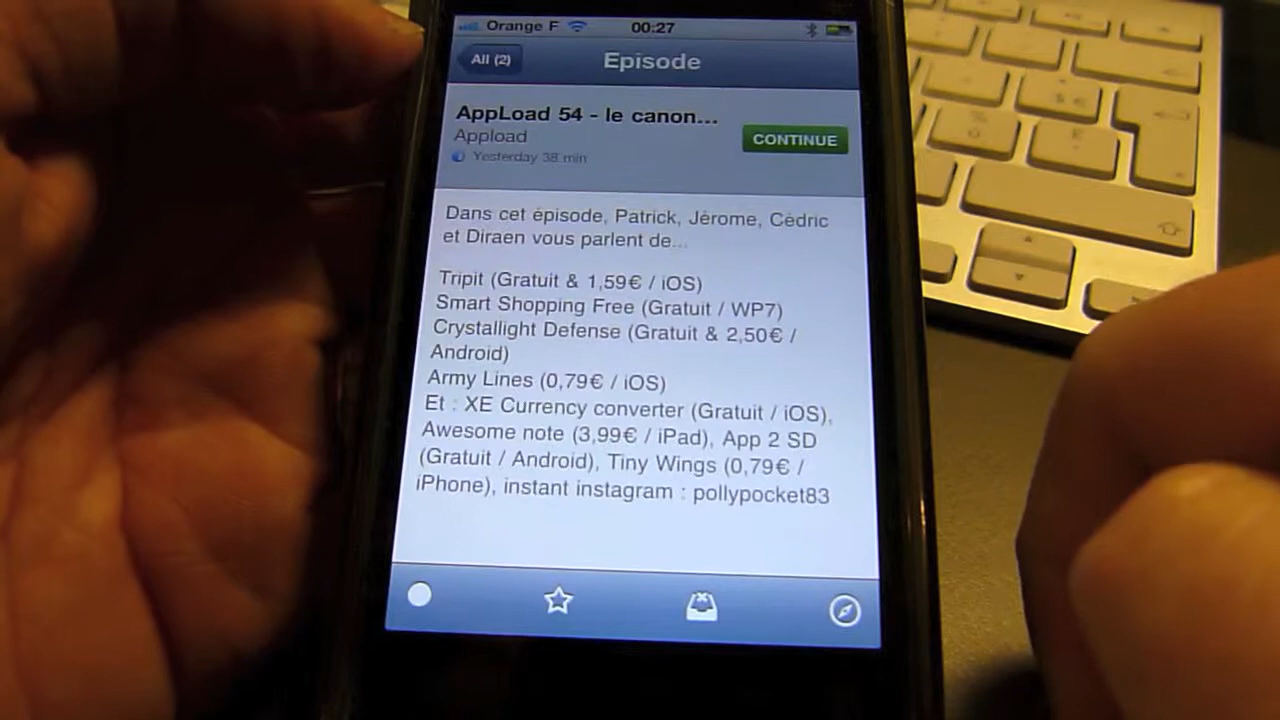 Orange F 00:27
All (2) Episode
AppLoad 54 - le canon...
Appload
CONTINUE
Yesterday 38 min
Dans cet épisode, Patrick, Jérome, Cédric
et Diraen vous parlent de...
Tripit (Gratuit & 1,59€ / iOS)
Smart Shopping Free (Gratuit / WP7)
Crystallight Defense (Gratuit & 2,50€ /
Android)
Army Lines (0,79€ / iOS)
Et : XE Currency converter (Gratuit / iOS),
Awesome note (3,99€ / iPad), App 2 SD
(Gratuit / Android), Tiny Wings (0,79€ /
iPhone), instant instagram : pollypocket83